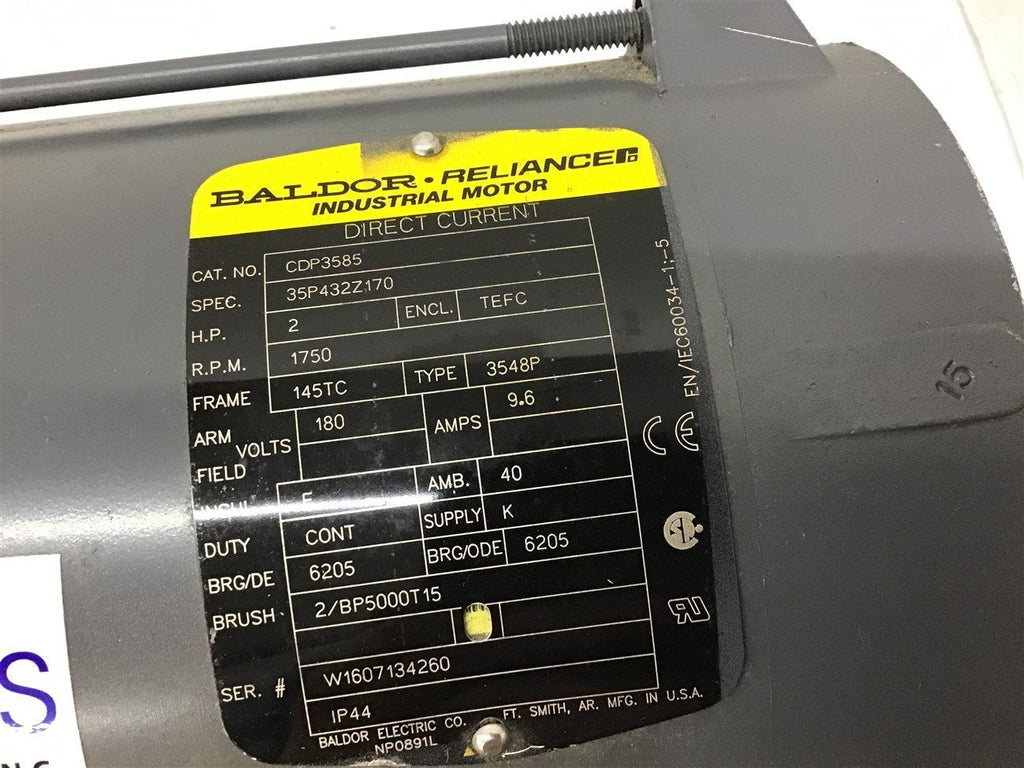 BALDOR • RELIANCE
INDUSTRIAL MOTOR
DIRECT CURRENT
CAT. NO. CDP3585
SPEC. 35P432Z170
H.P. 2 ENCL. TEFC
R.P.M. 1750
FRAME 145TC TYPE 3548P
ARM VOLTS 180 AMPS 9.6
FIELD
INSUL F AMB. 40
DUTY CONT SUPPLY K
BRG/DE 6205 BRG/ODE 6205
BRUSH 2/BP5000T15
SER. # W1607134260
IP44
BALDOR ELECTRIC CO. FT. SMITH, AR. MFG. IN U.S.A.
NP0891L
EN/IEC60034-1:-5
CE
15
S